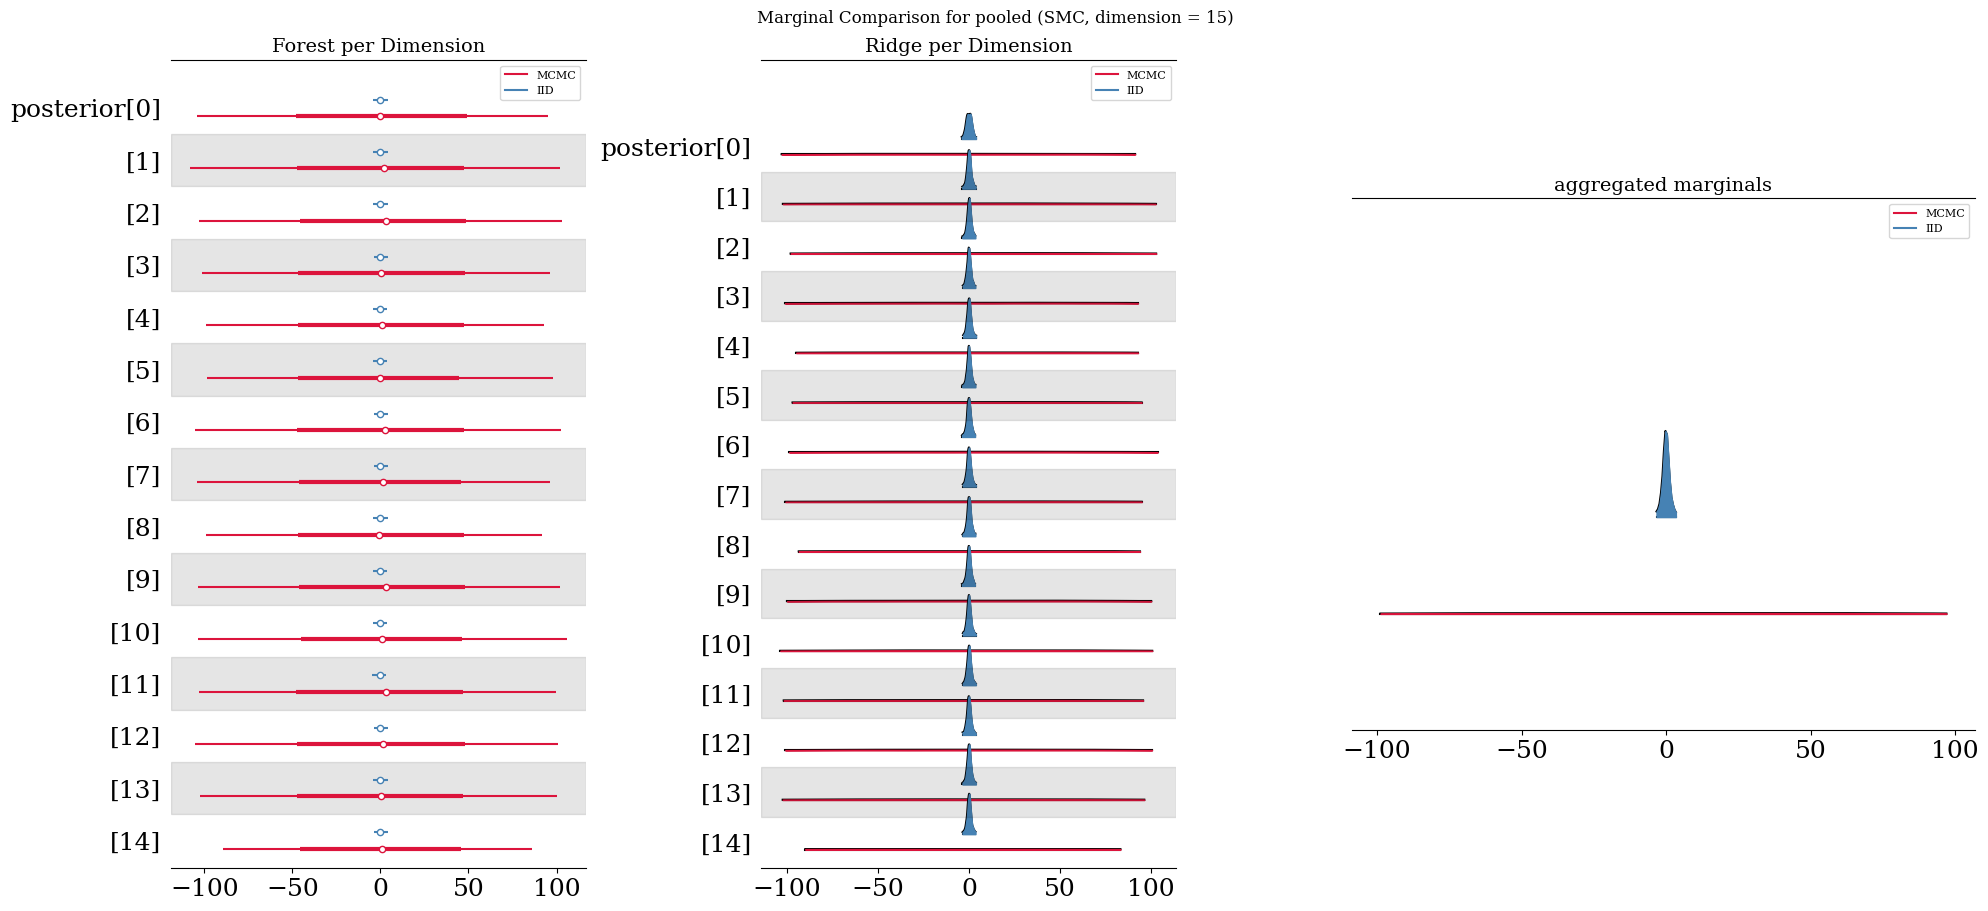 Marginal Comparison for pooled (SMC, dimension = 15)
Forest per Dimension
MCMC
IID
posterior[0]
[1]
[2]
[3]
[4]
[5]
[6]
[7]
[8]
[9]
[10]
[11]
[12]
[13]
[14]
−100 −50 0 50 100
Ridge per Dimension
MCMC
IID
posterior[0]
[1]
[2]
[3]
[4]
[5]
[6]
[7]
[8]
[9]
[10]
[11]
[12]
[13]
[14]
−100 −50 0 50 100
aggregated marginals
MCMC
IID
−100 −50 0 50 100